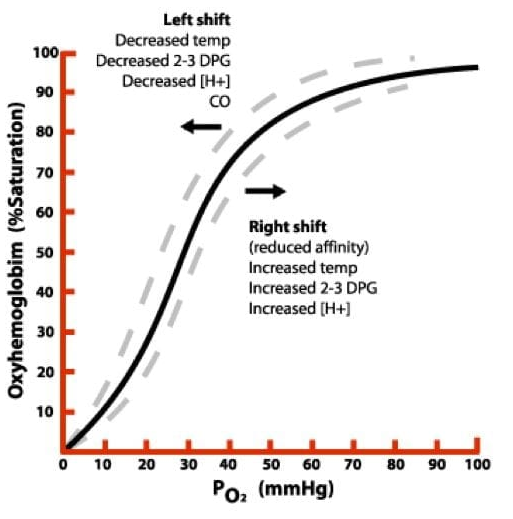 Left shift
Decreased temp
Decreased 2-3 DPG
Decreased [H+]
CO
Right shift
(reduced affinity)
Increased temp
Increased 2-3 DPG
Increased [H+]
Oxyhemoglobim (%Saturation)
100
90
80
70
60
50
40
30
20
10
0 10 20 30 40 50 60 70 80 90 100
PO₂ (mmHg)